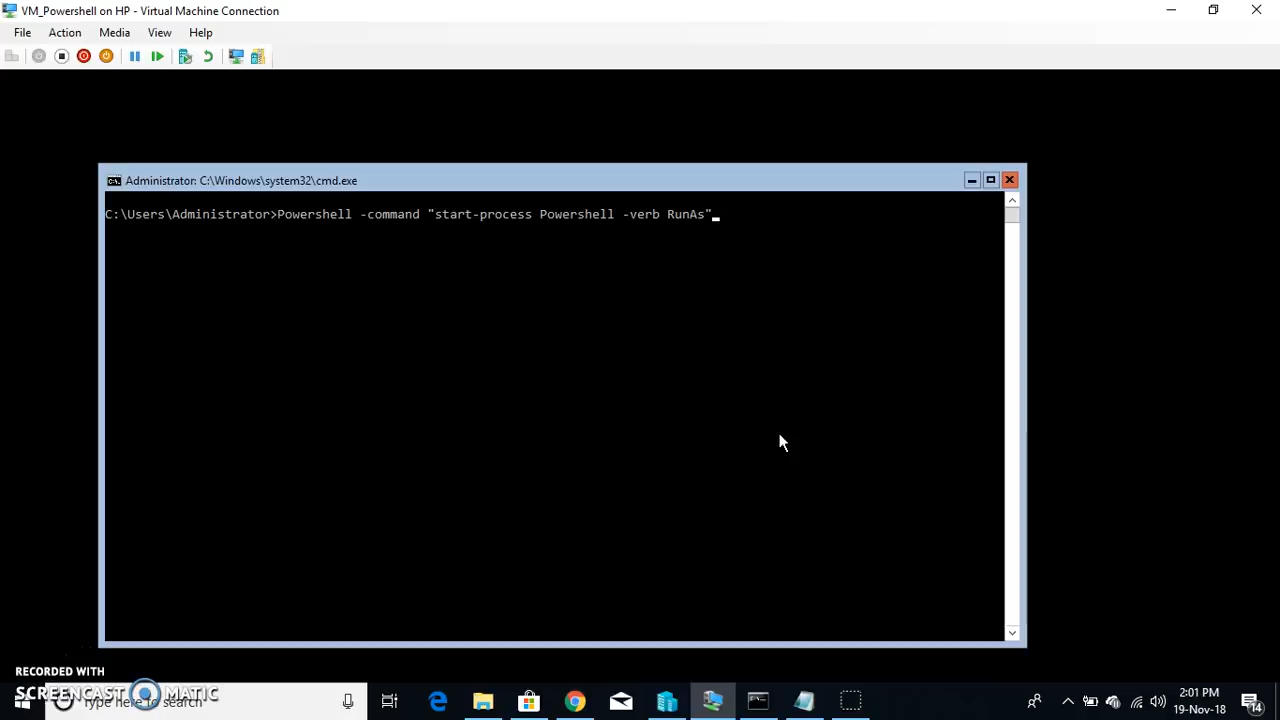 VM_Powershell on HP - Virtual Machine Connection
File Action Media View Help
Administrator: C:\Windows\system32\cmd.exe
C:\Users\Administrator>Powershell -command "start-process Powershell -verb RunAs"
RECORDED WITH
SCREENCAST MATIC
Type here to search
2:01 PM
19-Nov-18
14